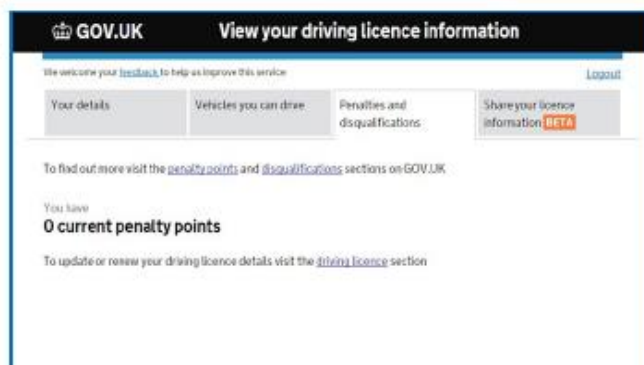 GOV.UK View your driving licence information
We welcome your feedback to help us improve this service
Logout
Your details
Vehicles you can drive
Penalties and
disqualifications
Share your licence
information BETA
To find out more visit the penalty points and disqualifications sections on GOV.UK
You have
0 current penalty points
To update or renew your driving licence details visit the driving licence section